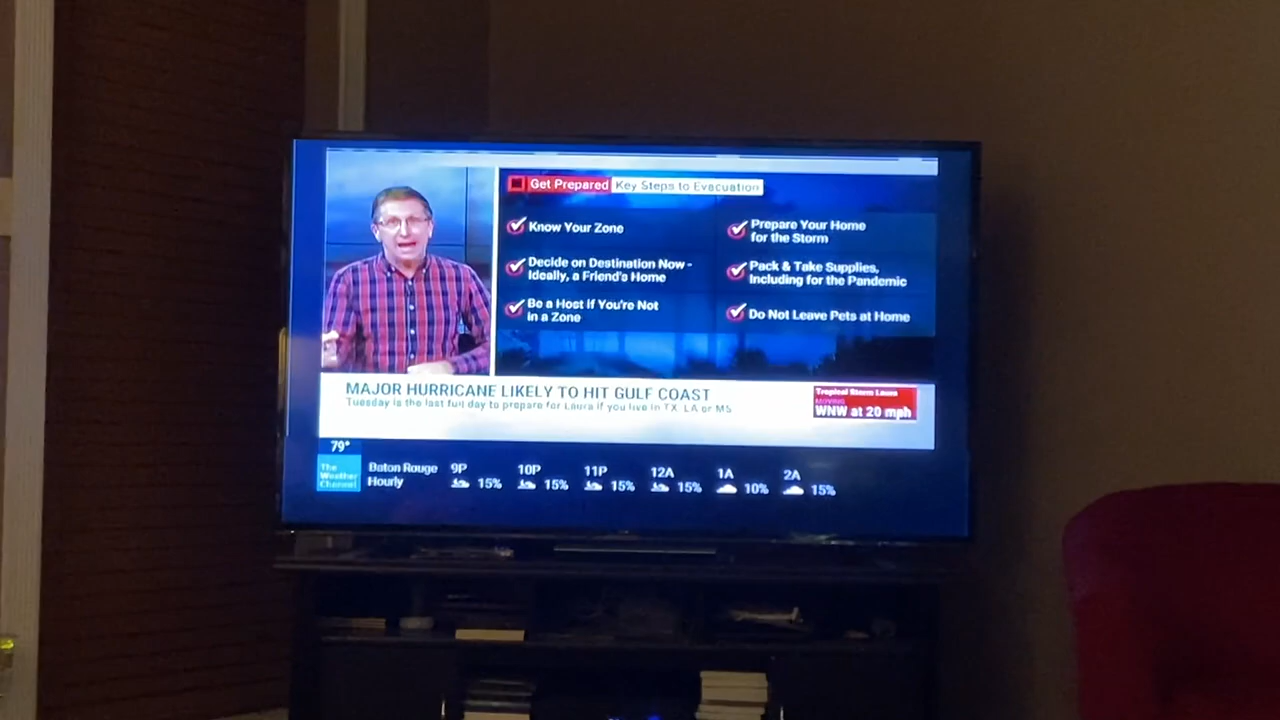 Get Prepared Key Steps to Evacuation
Know Your Zone
Decide on Destination Now -
Ideally, a Friend's Home
Be a Host If You're Not
in a Zone
Prepare Your Home
for the Storm
Pack & Take Supplies,
Including for the Pandemic
Do Not Leave Pets at Home
MAJOR HURRICANE LIKELY TO HIT GULF COAST
Tuesday is the last full day to prepare for Laura if you live in TX, LA or MS
Tropical Storm Laura
MOVING
WNW at 20 mph
79°
The
Weather
Channel
Baton Rouge
Hourly
9P 10P 11P 12A 1A 2A
15% 15% 15% 15% 10% 15%